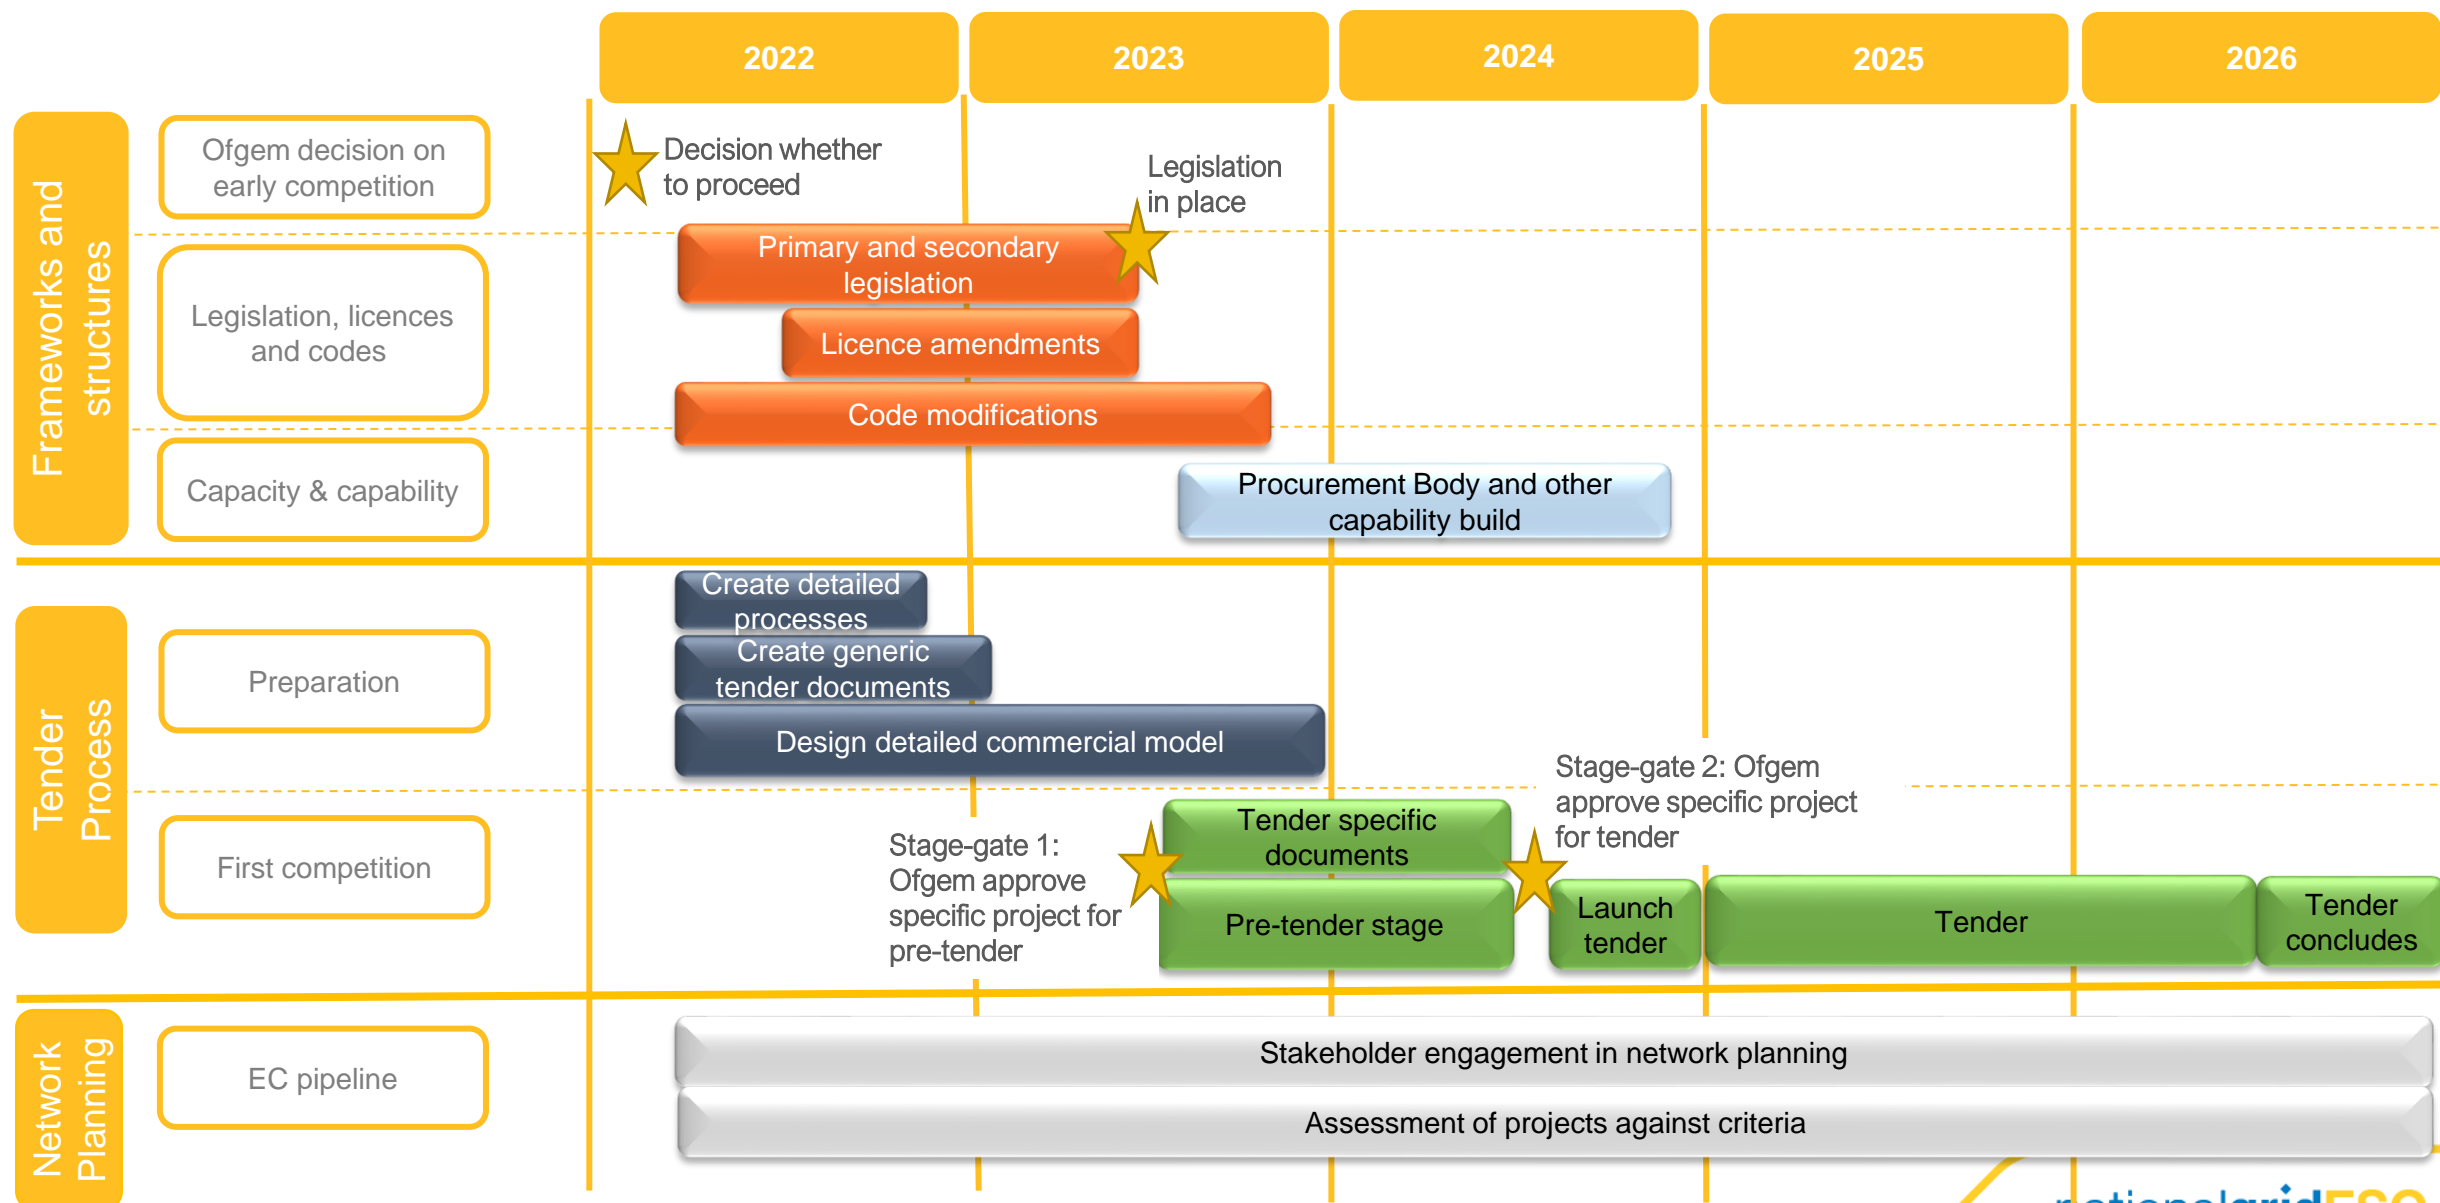 2022
2023
2024
2025
2026
Frameworks and
structures
Ofgem decision on
early competition
Decision whether
to proceed
Legislation
in place
Legislation, licences
and codes
Primary and secondary
legislation
Licence amendments
Code modifications
Capacity & capability
Procurement Body and other
capability build
Tender
Process
Preparation
Create detailed
processes
Create generic
tender documents
Design detailed commercial model
First competition
Stage-gate 1:
Ofgem approve
specific project for
pre-tender
Tender specific
documents
Pre-tender stage
Stage-gate 2: Ofgem
approve specific project
for tender
Launch
tender
Tender
Tender
concludes
Network
Planning
EC pipeline
Stakeholder engagement in network planning
Assessment of projects against criteria
nationalgridESO